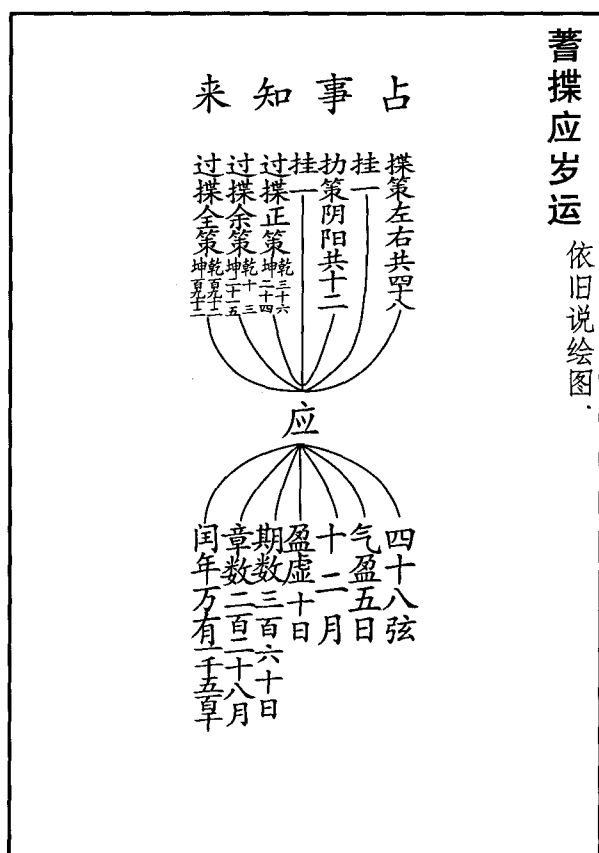 蓍揲应岁运
依旧说绘图.
占事知来
揲策左右共四十八
挂一
扐策阴阳共十二
挂一
过揲正策
乾三十六
坤二十四
过揲余策
乾十三
坤二十五
过揲全策
乾百九十二
坤百九十二
应
四十八弦
气盈五日
十二月
盈虚十日
期数三百六十日
章数二百二十八月
闰年万有一千五百二十